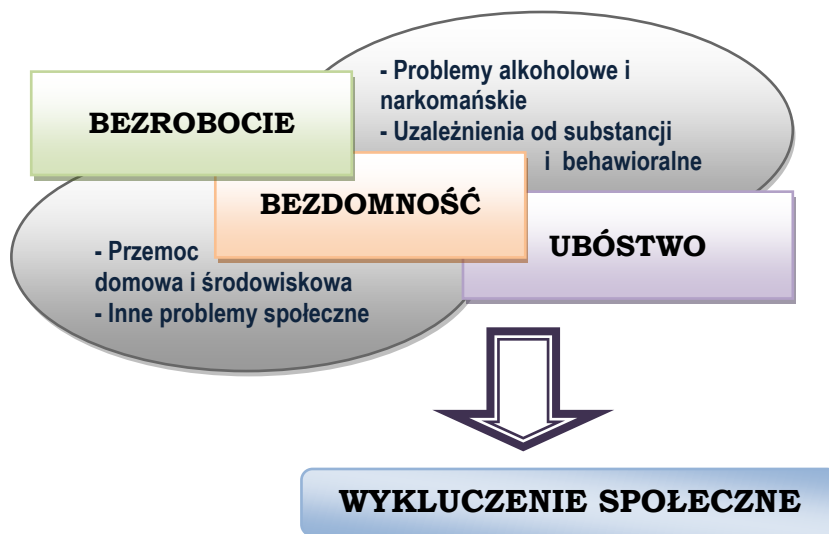 - Problemy alkoholowe i
narkomańskie
- Uzależnienia od substancji
i behawioralne
BEZROBOCIE
BEZDOMNOŚĆ
UBÓSTWO
- Przemoc
domowa i środowiskowa
- Inne problemy społeczne
WYKLUCZENIE SPOŁECZNE